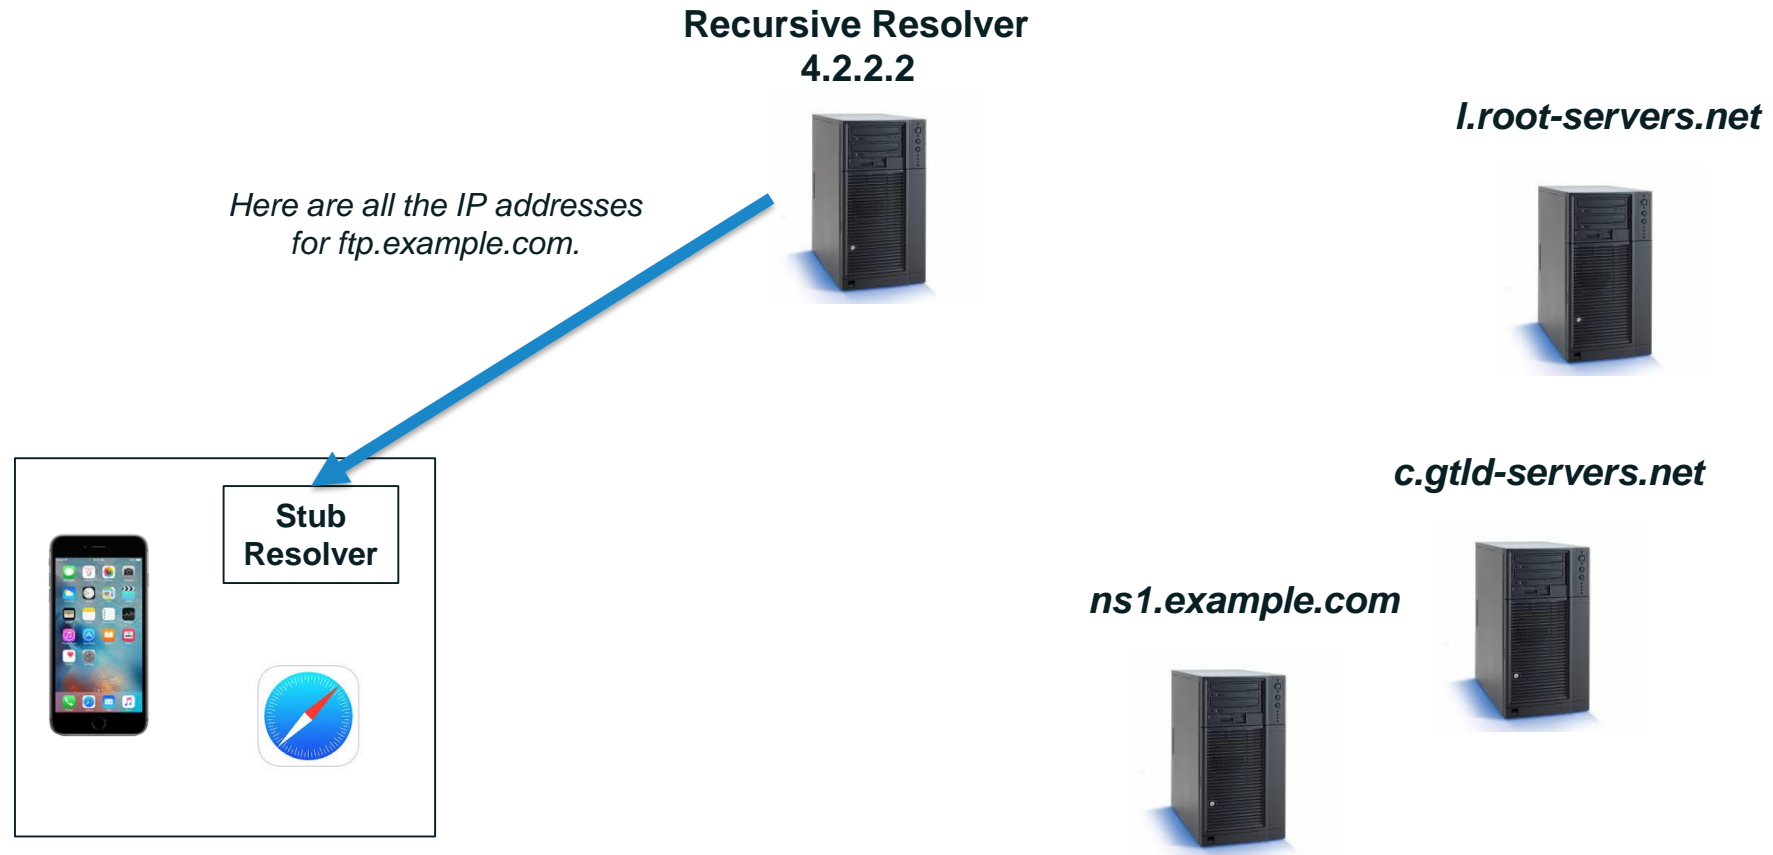 Recursive Resolver
4.2.2.2
l.root-servers.net
Here are all the IP addresses
for ftp.example.com.
c.gtld-servers.net
Stub
Resolver
ns1.example.com